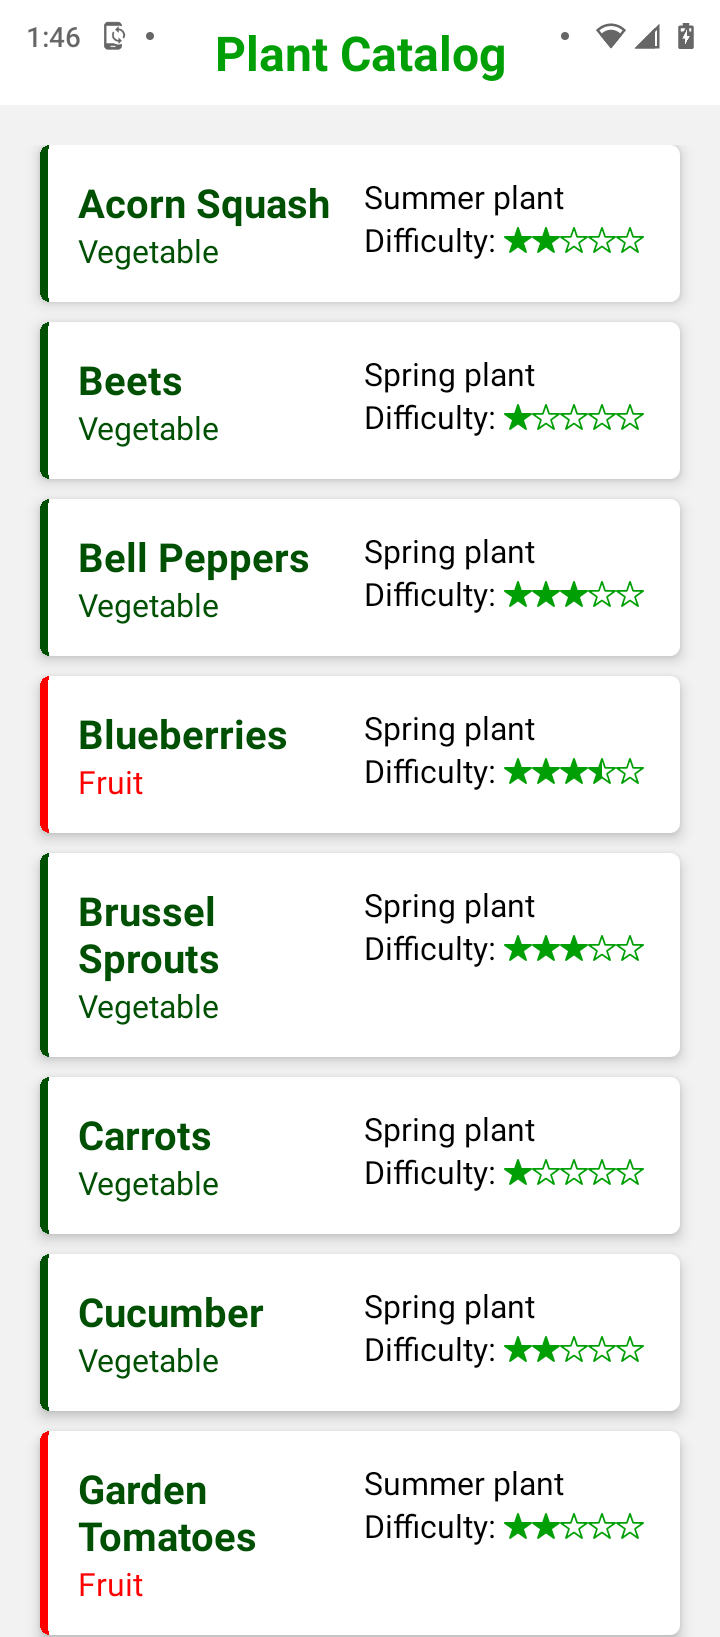 1:46
Plant Catalog
Acorn Squash
Vegetable
Summer plant
Difficulty: ★★☆☆☆
Beets
Vegetable
Spring plant
Difficulty: ★☆☆☆☆
Bell Peppers
Vegetable
Spring plant
Difficulty: ★★★☆☆
Blueberries
Fruit
Spring plant
Difficulty:
Brussel
Sprouts
Vegetable
Spring plant
Difficulty: ★★★☆☆
Carrots
Vegetable
Spring plant
Difficulty: ★☆☆☆☆
Cucumber
Vegetable
Spring plant
Difficulty: ★★☆☆☆
Garden
Tomatoes
Fruit
Summer plant
Difficulty: ★★☆☆☆